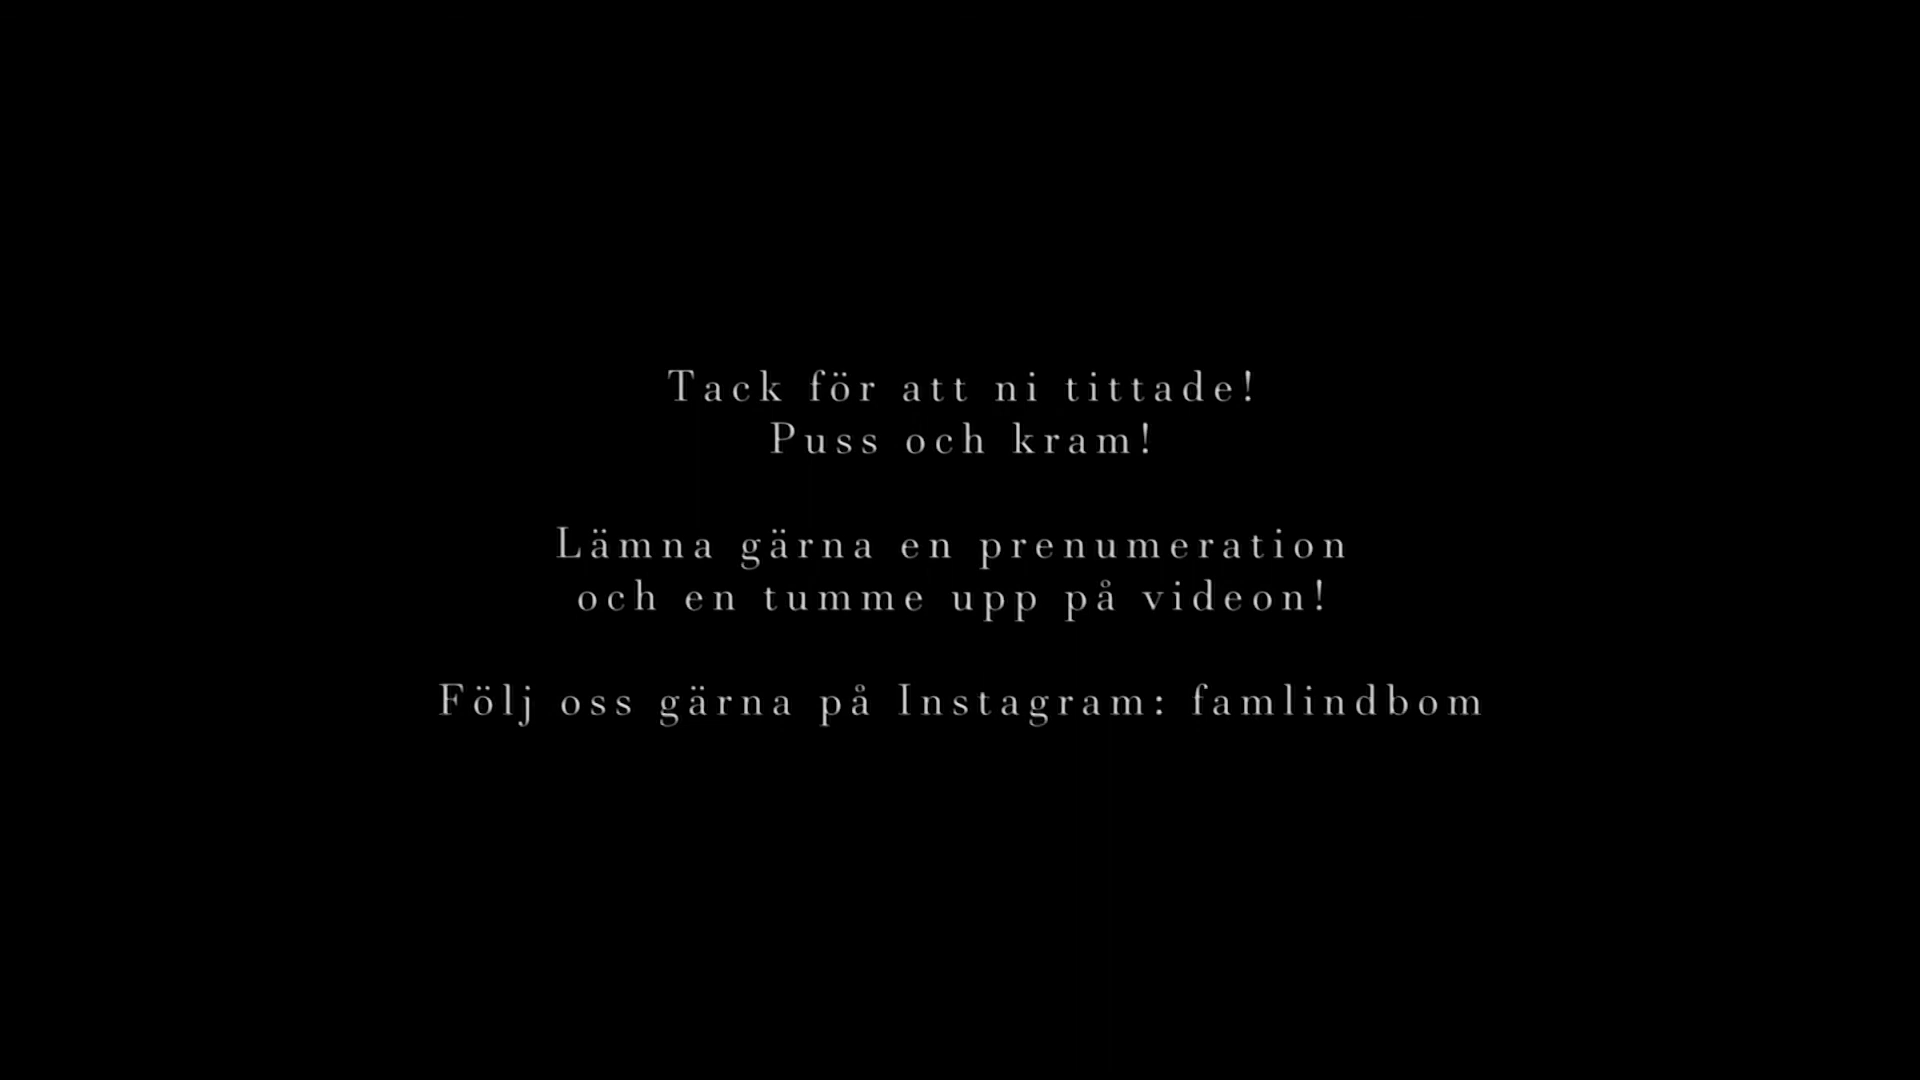 Tack för att ni tittade!
Puss och kram!
Lämna gärna en prenumeration
och en tumme upp på videon!
Följ oss gärna på Instagram: famlindbom